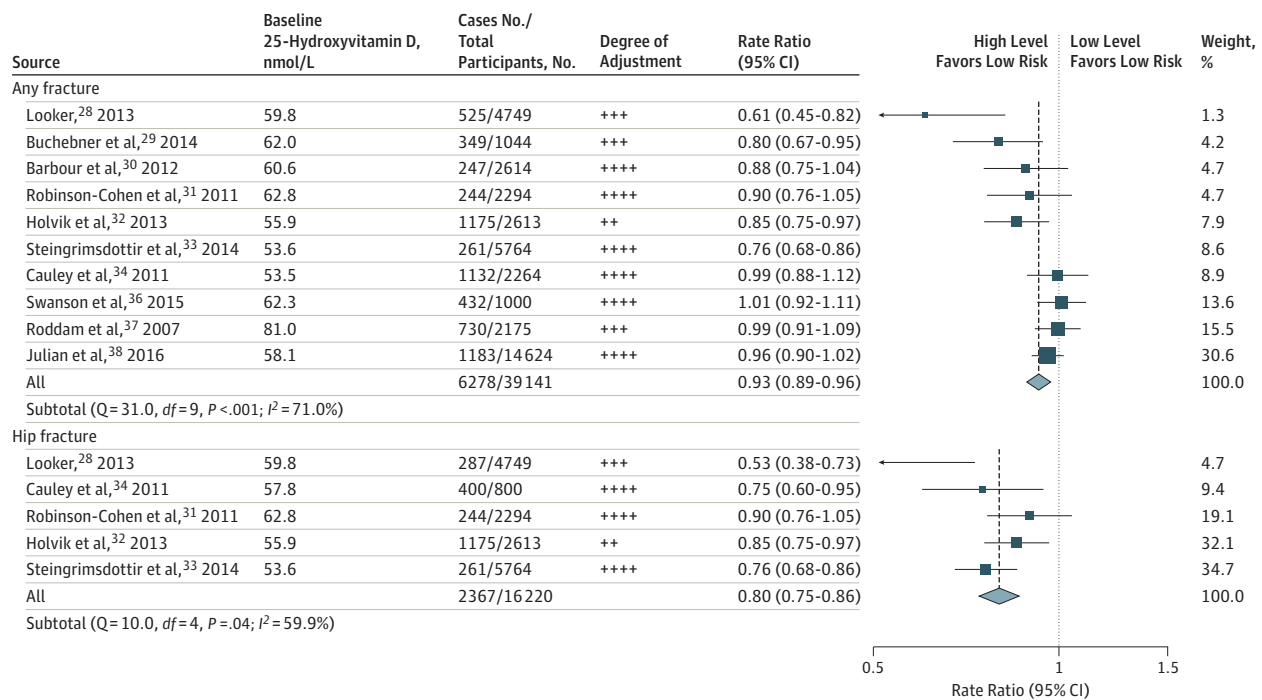 Source Baseline 25-Hydroxyvitamin D, nmol/L Cases No./ Total Participants, No. Degree of Adjustment Rate Ratio (95% CI) High Level Favors Low Risk Low Level Favors Low Risk Weight, %
Any fracture
Looker,28 2013 59.8 525/4749 +++ 0.61 (0.45-0.82) 1.3
Buchebner et al,29 2014 62.0 349/1044 +++ 0.80 (0.67-0.95) 4.2
Barbour et al,30 2012 60.6 247/2614 ++++ 0.88 (0.75-1.04) 4.7
Robinson-Cohen et al,31 2011 62.8 244/2294 ++++ 0.90 (0.76-1.05) 4.7
Holvik et al,32 2013 55.9 1175/2613 ++ 0.85 (0.75-0.97) 7.9
Steingrimsdottir et al,33 2014 53.6 261/5764 ++++ 0.76 (0.68-0.86) 8.6
Cauley et al,34 2011 53.5 1132/2264 ++++ 0.99 (0.88-1.12) 8.9
Swanson et al,36 2015 62.3 432/1000 ++++ 1.01 (0.92-1.11) 13.6
Roddam et al,37 2007 81.0 730/2175 +++ 0.99 (0.91-1.09) 15.5
Julian et al,38 2016 58.1 1183/14624 ++++ 0.96 (0.90-1.02) 30.6
All 6278/39141 0.93 (0.89-0.96) 100.0
Subtotal (Q = 31.0, df = 9, P <.001; I2 = 71.0%)
Hip fracture
Looker,28 2013 59.8 287/4749 +++ 0.53 (0.38-0.73) 4.7
Cauley et al,34 2011 57.8 400/800 ++++ 0.75 (0.60-0.95) 9.4
Robinson-Cohen et al,31 2011 62.8 244/2294 ++++ 0.90 (0.76-1.05) 19.1
Holvik et al,32 2013 55.9 1175/2613 ++ 0.85 (0.75-0.97) 32.1
Steingrimsdottir et al,33 2014 53.6 261/5764 ++++ 0.76 (0.68-0.86) 34.7
All 2367/16220 0.80 (0.75-0.86) 100.0
Subtotal (Q = 10.0, df = 4, P =.04; I2 = 59.9%)
0.5 1 1.5
Rate Ratio (95% CI)